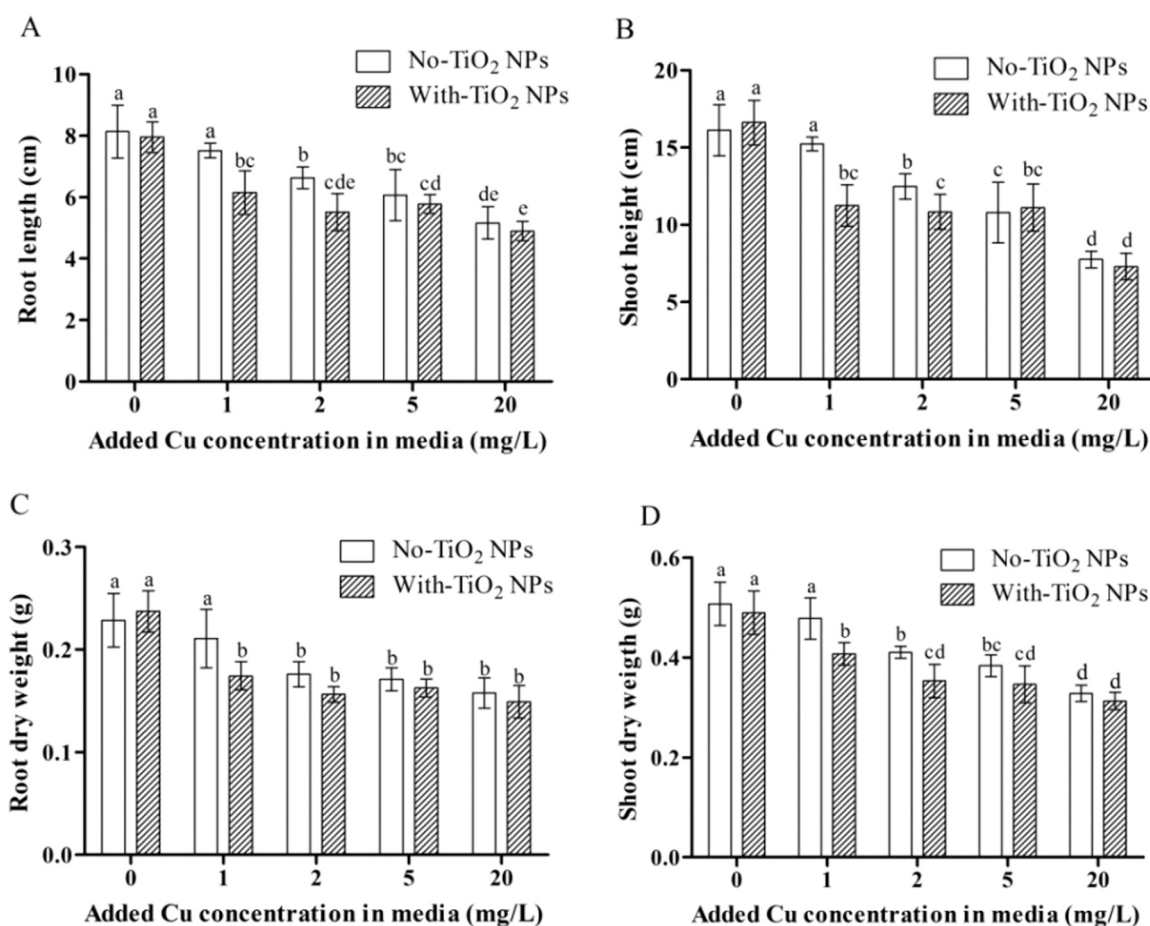 A
No-TiO₂ NPs
With-TiO₂ NPs
Root length (cm)
10
8
6
4
2
0
a a a bc b cde bc cd de e
0 1 2 5 20
Added Cu concentration in media (mg/L)
B
No-TiO₂ NPs
With-TiO₂ NPs
Shoot height (cm)
20
15
10
5
0
a a a bc b c c bc d d
0 1 2 5 20
Added Cu concentration in media (mg/L)
C
No-TiO₂ NPs
With-TiO₂ NPs
Root dry weight (g)
0.3
0.2
0.1
0.0
a a a b b b b b b b
0 1 2 5 20
Added Cu concentration in media (mg/L)
D
No-TiO₂ NPs
With-TiO₂ NPs
Shoot dry weigth (g)
0.6
0.4
0.2
0.0
a a a b b cd bc cd d d
0 1 2 5 20
Added Cu concentration in media (mg/L)